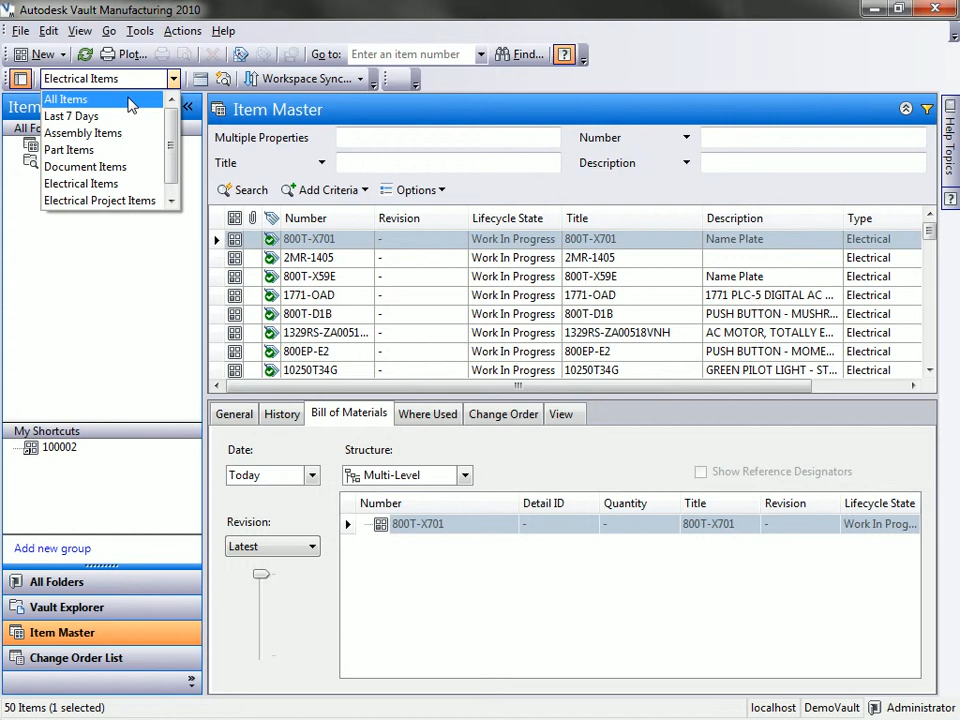 Autodesk Vault Manufacturing 2010
File Edit View Go Tools Actions Help
New Plot... Go to: Enter an item number Find...
Electrical Items Workspace Sync...
All Items
Last 7 Days
Assembly Items
Part Items
Document Items
Electrical Items
Electrical Project Items
Item
All Fo
My Shortcuts
100002
Add new group
All Folders
Vault Explorer
Item Master
Change Order List
Item Master
Multiple Properties Number
Title Description
Search Add Criteria Options
Number Revision Lifecycle State Title Description Type
800T-X701 - Work In Progress 800T-X701 Name Plate Electrical
2MR-1405 - Work In Progress 2MR-1405 Electrical
800T-X59E - Work In Progress 800T-X59E Name Plate Electrical
1771-OAD - Work In Progress 1771-OAD 1771 PLC-5 DIGITAL AC ... Electrical
800T-D1B - Work In Progress 800T-D1B PUSH BUTTON - MUSHR... Electrical
1329RS-ZA0051... - Work In Progress 1329RS-ZA00518VNH AC MOTOR, TOTALLY E... Electrical
800EP-E2 - Work In Progress 800EP-E2 PUSH BUTTON - MOME... Electrical
10250T34G - Work In Progress 10250T34G GREEN PILOT LIGHT - ST... Electrical
General History Bill of Materials Where Used Change Order View
Date: Structure:
Today Multi-Level Show Reference Designators
Revision:
Latest
Number Detail ID Quantity Title Revision Lifecycle State
800T-X701 - - 800T-X701 - Work In Prog...
Help Topics
50 Items (1 selected) localhost DemoVault Administrator